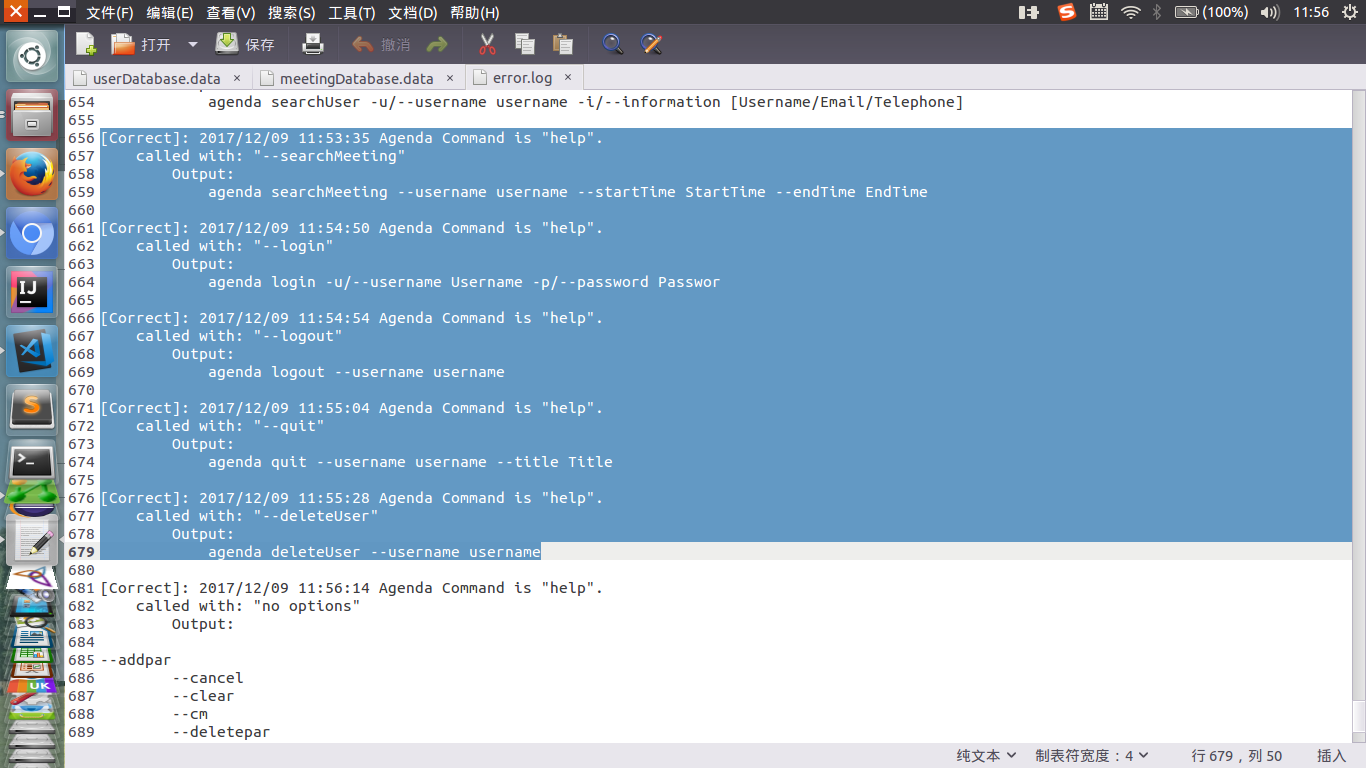 文件(F) 编辑(E) 查看(V) 搜索(S) 工具(T) 文档(D) 帮助(H) (100%) 11:56
打开 保存 撤消
userDatabase.data × meetingDatabase.data × error.log ×
654 agenda searchUser -u/--username username -i/--information [Username/Email/Telephone]
655
656 [Correct]: 2017/12/09 11:53:35 Agenda Command is "help".
657 called with: "--searchMeeting"
658 Output:
659 agenda searchMeeting --username username --startTime StartTime --endTime EndTime
660
661 [Correct]: 2017/12/09 11:54:50 Agenda Command is "help".
662 called with: "--login"
663 Output:
664 agenda login -u/--username Username -p/--password Passwor
665
666 [Correct]: 2017/12/09 11:54:54 Agenda Command is "help".
667 called with: "--logout"
668 Output:
669 agenda logout --username username
670
671 [Correct]: 2017/12/09 11:55:04 Agenda Command is "help".
672 called with: "--quit"
673 Output:
674 agenda quit --username username --title Title
675
676 [Correct]: 2017/12/09 11:55:28 Agenda Command is "help".
677 called with: "--deleteUser"
678 Output:
679 agenda deleteUser --username username
680
681 [Correct]: 2017/12/09 11:56:14 Agenda Command is "help".
682 called with: "no options"
683 Output:
684
685 --addpar
686 --cancel
687 --clear
688 --cm
689 --deletepar
纯文本 制表符宽度：4 行 679，列 50 插入
IJ
S
UK